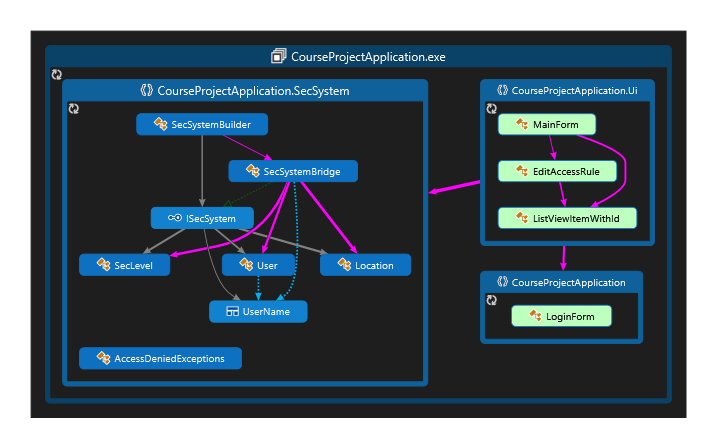 CourseProjectApplication.exe
CourseProjectApplication.SecSystem
SecSystemBuilder
SecSystemBridge
ISecSystem
SecLevel
User
Location
UserName
AccessDeniedExceptions
CourseProjectApplication.Ui
MainForm
EditAccessRule
ListViewItemWithId
CourseProjectApplication
LoginForm